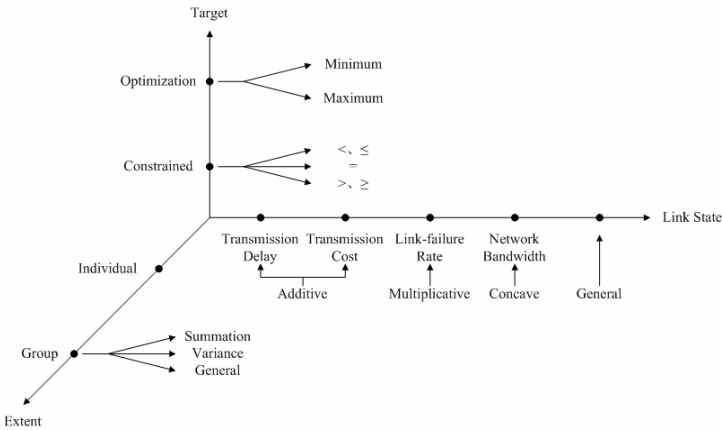 Target
Optimization
Minimum
Maximum
Constrained
<、≤
=
>、≥
Link State
Transmission
Delay
Transmission
Cost
Link-failure
Rate
Network
Bandwidth
Additive
Multiplicative
Concave
General
Individual
Group
Summation
Variance
General
Extent